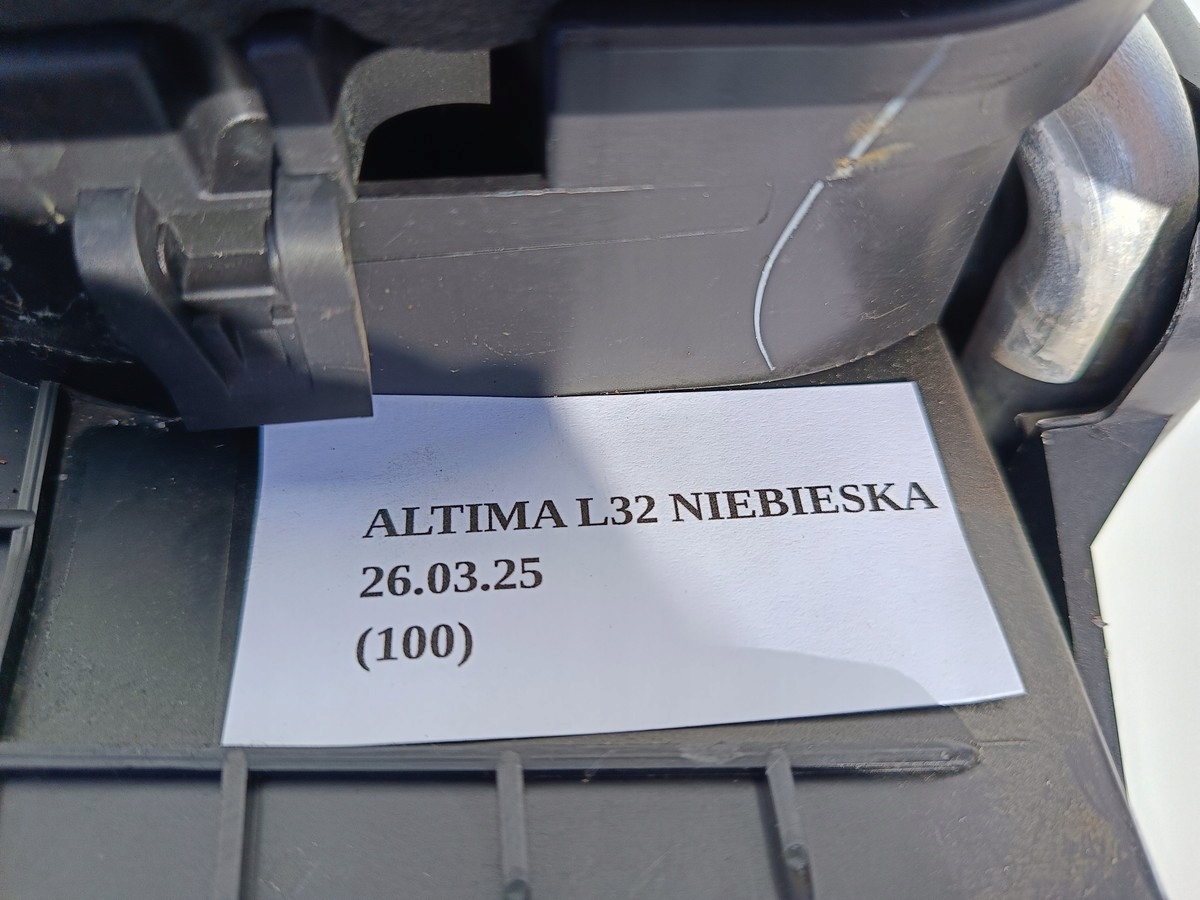 ALTIMA L32 NIEBIESKA
26.03.25
(100)